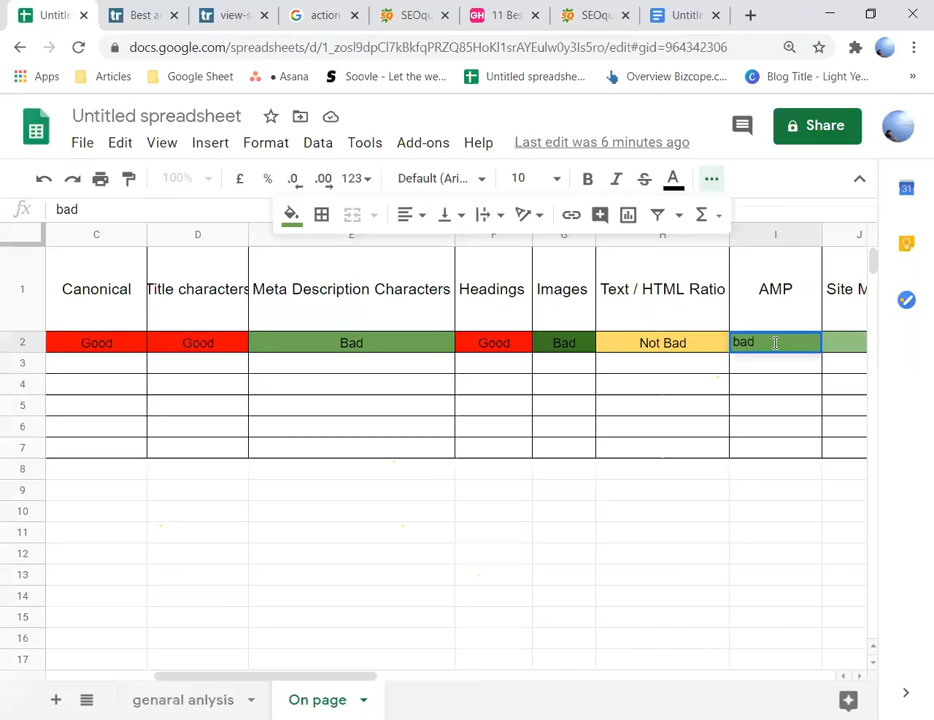 Untitle
Best a
view-s
action
SEOqu
11 Bes
SEOqu
Untitle
docs.google.com/spreadsheets/d/1_zosl9dpCl7kBkfqPRZQ85HoKl1srAYEulw0y3Is5ro/edit#gid=964342306
Apps
Articles
Google Sheet
• Asana
Soovle - Let the we...
Untitled spreadshe...
Overview Bizcope.c...
Blog Title - Light Ye...
»
Untitled spreadsheet
Share
File Edit View Insert Format Data Tools Add-ons Help Last edit was 6 minutes ago
100% £ % .0 .00 123 Default (Ari... 10 B I S A
fx bad
C D E F G H I J
1 Canonical Title characters Meta Description Characters Headings Images Text / HTML Ratio AMP Site M
2 Good Good Bad Good Bad Not Bad bad
3
4
5
6
7
8
9
10
11
12
13
14
15
16
17
genaral anlysis On page
31